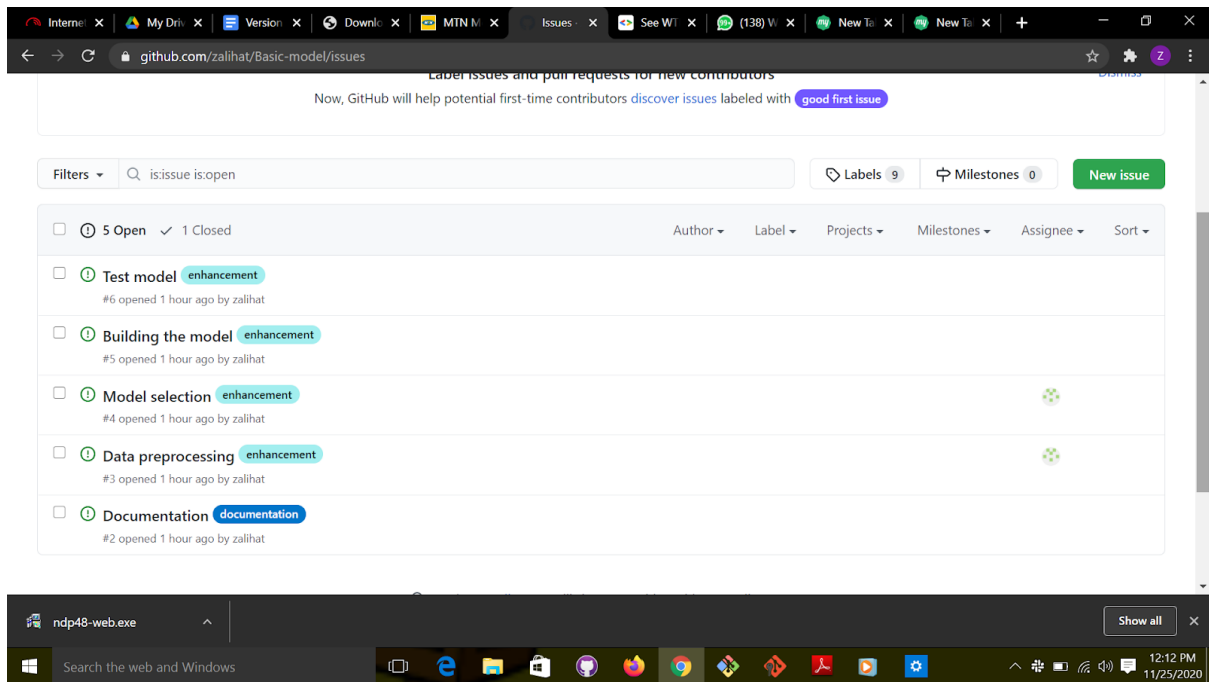 Internet My Driv Version Downlo MTN M Issues · See WT (138) W New Ta New Ta
github.com/zalihat/Basic-model/issues Z
Label issues and pull requests for new contributors Dismiss
Now, GitHub will help potential first-time contributors discover issues labeled with good first issue
Filters is:issue is:open Labels 9 Milestones 0 New issue
5 Open 1 Closed Author Label Projects Milestones Assignee Sort
Test model enhancement
#6 opened 1 hour ago by zalihat
Building the model enhancement
#5 opened 1 hour ago by zalihat
Model selection enhancement
#4 opened 1 hour ago by zalihat
Data preprocessing enhancement
#3 opened 1 hour ago by zalihat
Documentation documentation
#2 opened 1 hour ago by zalihat
ndp48-web.exe Show all
Search the web and Windows 12:12 PM
11/25/2020